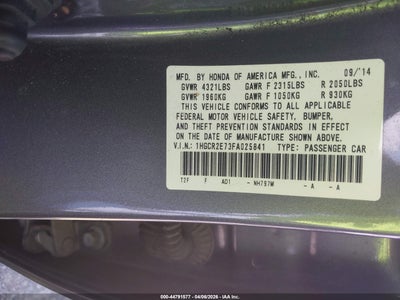 MFD. BY HONDA OF AMERICA MFG., INC. 09/'14
GVWR 4321LBS GAWR F 2315LBS R 2050LBS
GVWR 1960KG GAWR F 1050KG R 930KG
THIS VEHICLE CONFORMS TO ALL APPLICABLE
FEDERAL MOTOR VEHICLE SAFETY, BUMPER,
AND THEFT PREVENTION STANDARDS IN EFFECT
ON THE DATE OF MANUFACTURE SHOWN ABOVE.
V.I.N.: 1HGCR2E73FA025841 TYPE: PASSENGER CAR
T2F F AD1 - NH797M - A - A
900-44791577 - 04/06/2026 - IAA Inc.